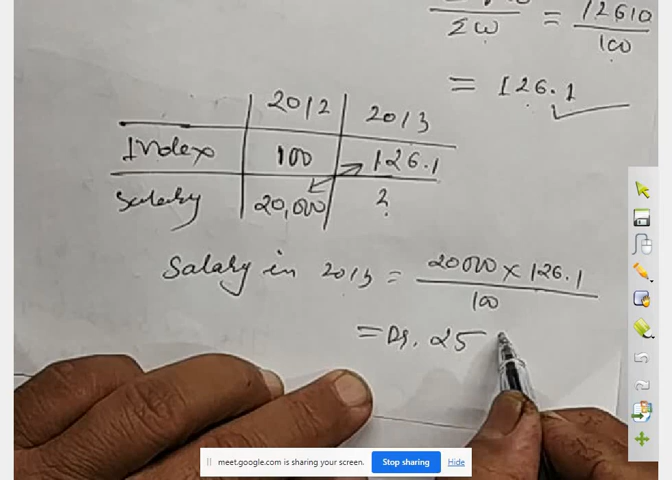 Σω = 12610 / 100
= 126.1
2012 2013
Index 100 126.1
Salary 20,000 ?
Salary in 2013 = 20000 × 126.1 / 100
= Rs. 25
meet.google.com is sharing your screen. Stop sharing Hide